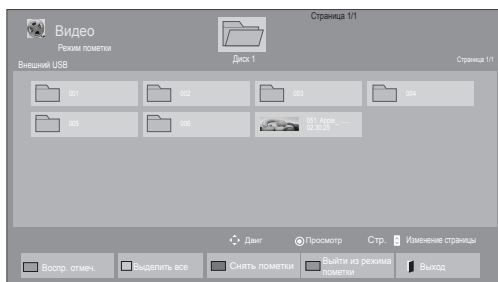 Страница 1/1
Видео
Режим пометки
Диск 1
Внешний USB
Страница 1/1
001
002
003
004
005
006
051. Apple_ ...
02:30:25
Двиг
Просмотр
Стр.
Изменение страницы
Воспр. отмеч.
Выделить все
Снять пометки
Выйти из режима
пометки
Выход